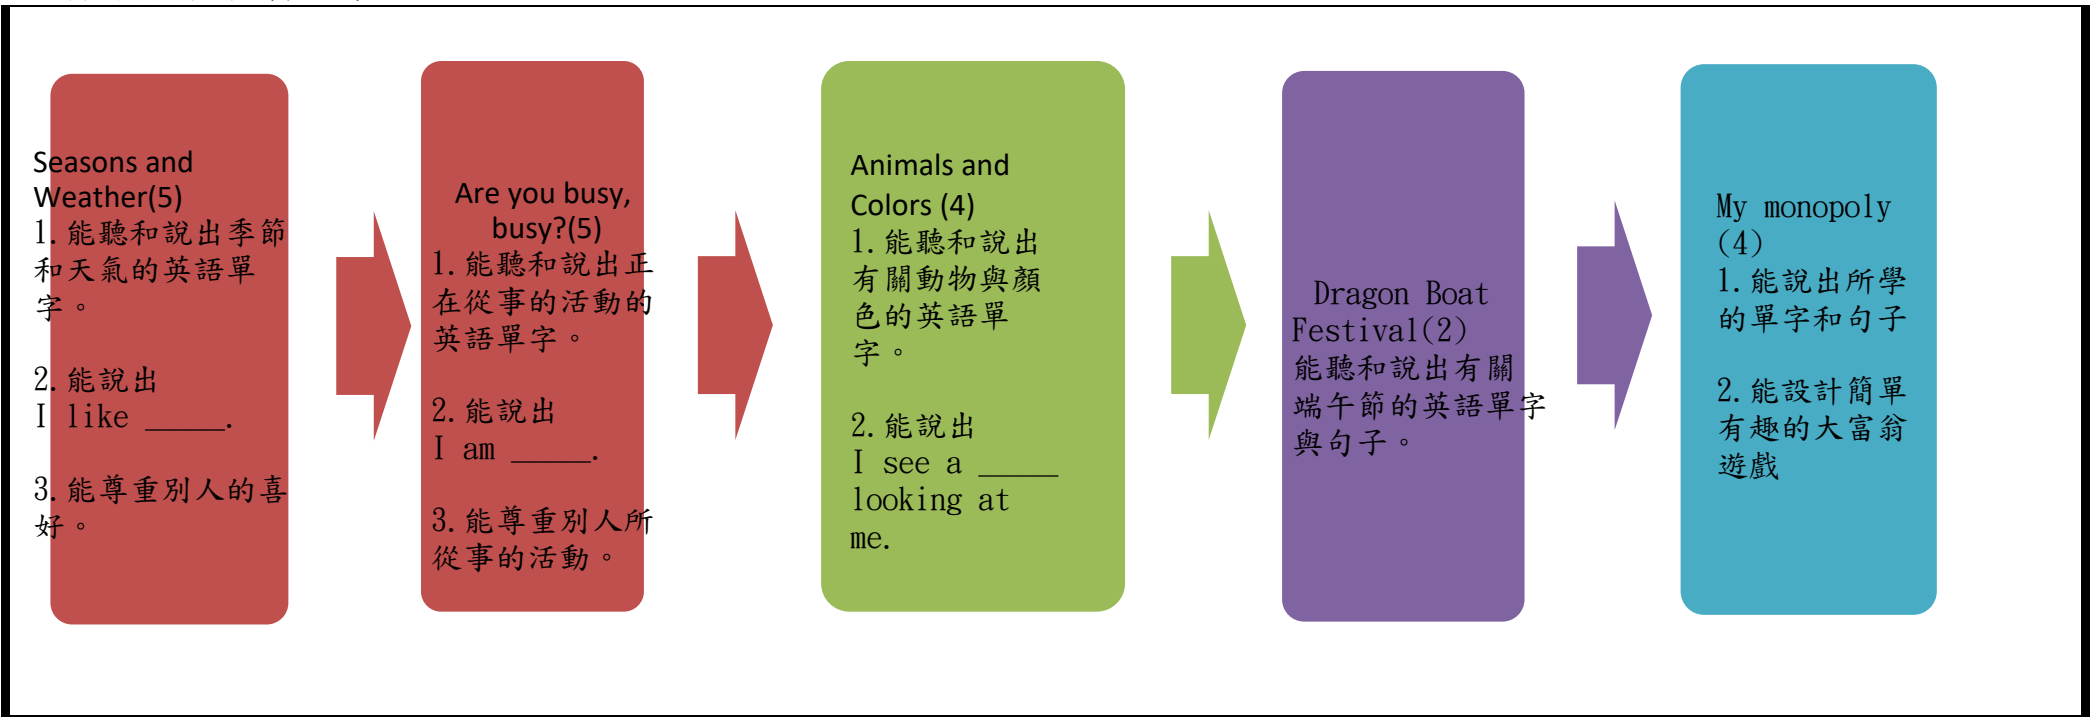 Seasons and
Weather(5)
1.能聽和說出季節
和天氣的英語單
字。
2.能說出
I like _____.
3.能尊重別人的喜
好。
Are you busy,
busy?(5)
1.能聽和說出正
在從事的活動的
英語單字。
2.能說出
I am _____.
3.能尊重別人所
從事的活動。
Animals and
Colors (4)
1.能聽和說出
有關動物與顏
色的英語單
字。
2.能說出
I see a _____
looking at
me.
Dragon Boat
Festival(2)
能聽和說出有關
端午節的英語單字
與句子。
My monopoly
(4)
1.能說出所學
的單字和句子
2.能設計簡單
有趣的大富翁
遊戲